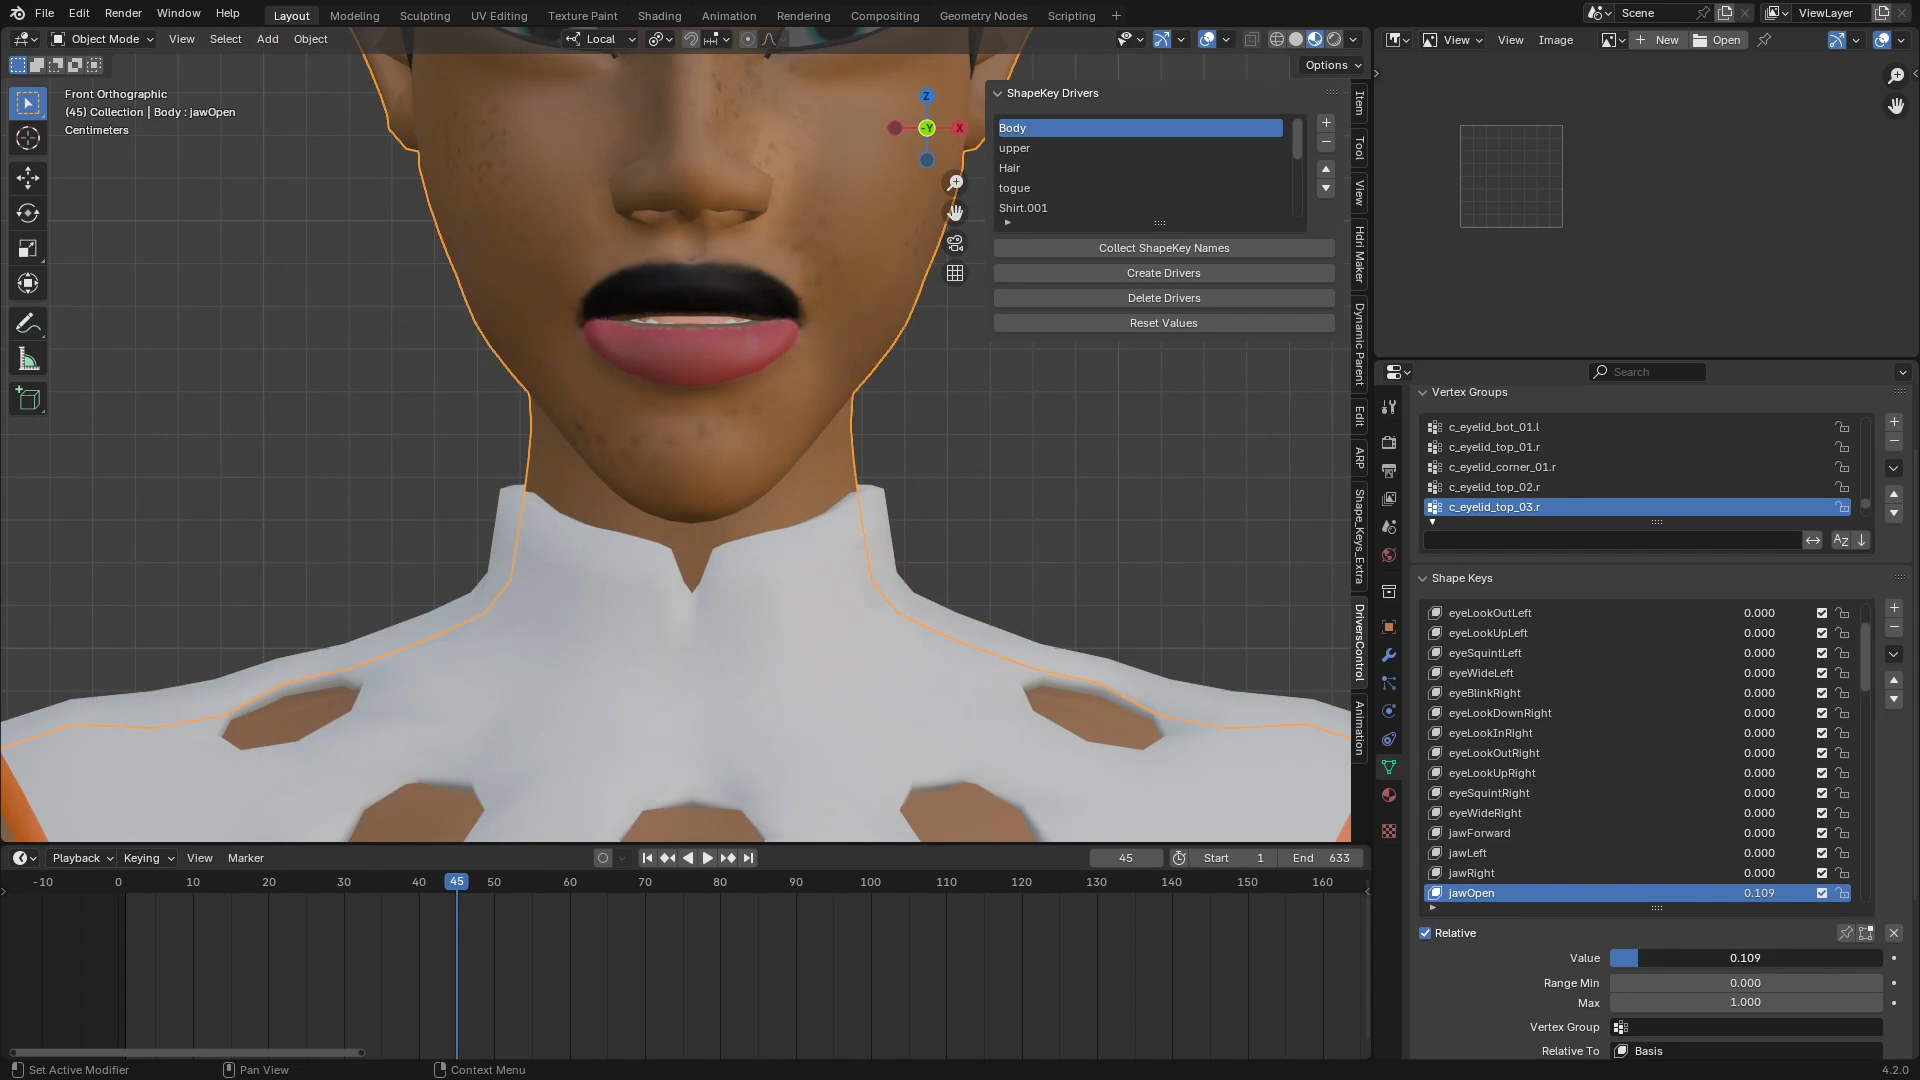 File Edit Render Window Help Layout Modeling Sculpting UV Editing Texture Paint Shading Animation Rendering Compositing Geometry Nodes Scripting Scene ViewLayer
Object Mode View Select Add Object Local View View Image New Open
Options
Front Orthographic
(45) Collection | Body : jawOpen
Centimeters
Z
-Y
X
ShapeKey Drivers
Body
upper
Hair
togue
Shirt.001
Collect ShapeKey Names
Create Drivers
Delete Drivers
Reset Values
Item
Tool
View
Hdri Maker
Dynamic Parent
Edit
ARP
Shape_Keys_Extra
DriversControl
Animation
Search
Vertex Groups
c_eyelid_bot_01.l
c_eyelid_top_01.r
c_eyelid_corner_01.r
c_eyelid_top_02.r
c_eyelid_top_03.r
AZ
Shape Keys
eyeLookOutLeft 0.000
eyeLookUpLeft 0.000
eyeSquintLeft 0.000
eyeWideLeft 0.000
eyeBlinkRight 0.000
eyeLookDownRight 0.000
eyeLookInRight 0.000
eyeLookOutRight 0.000
eyeLookUpRight 0.000
eyeSquintRight 0.000
eyeWideRight 0.000
jawForward 0.000
jawLeft 0.000
jawRight 0.000
jawOpen 0.109
Relative
Value 0.109
Range Min 0.000
Max 1.000
Vertex Group
Relative To Basis
Playback Keying View Marker 45 Start 1 End 633
-10 0 10 20 30 40 45 50 60 70 80 90 100 110 120 130 140 150 160
Set Active Modifier Pan View Context Menu 4.2.0